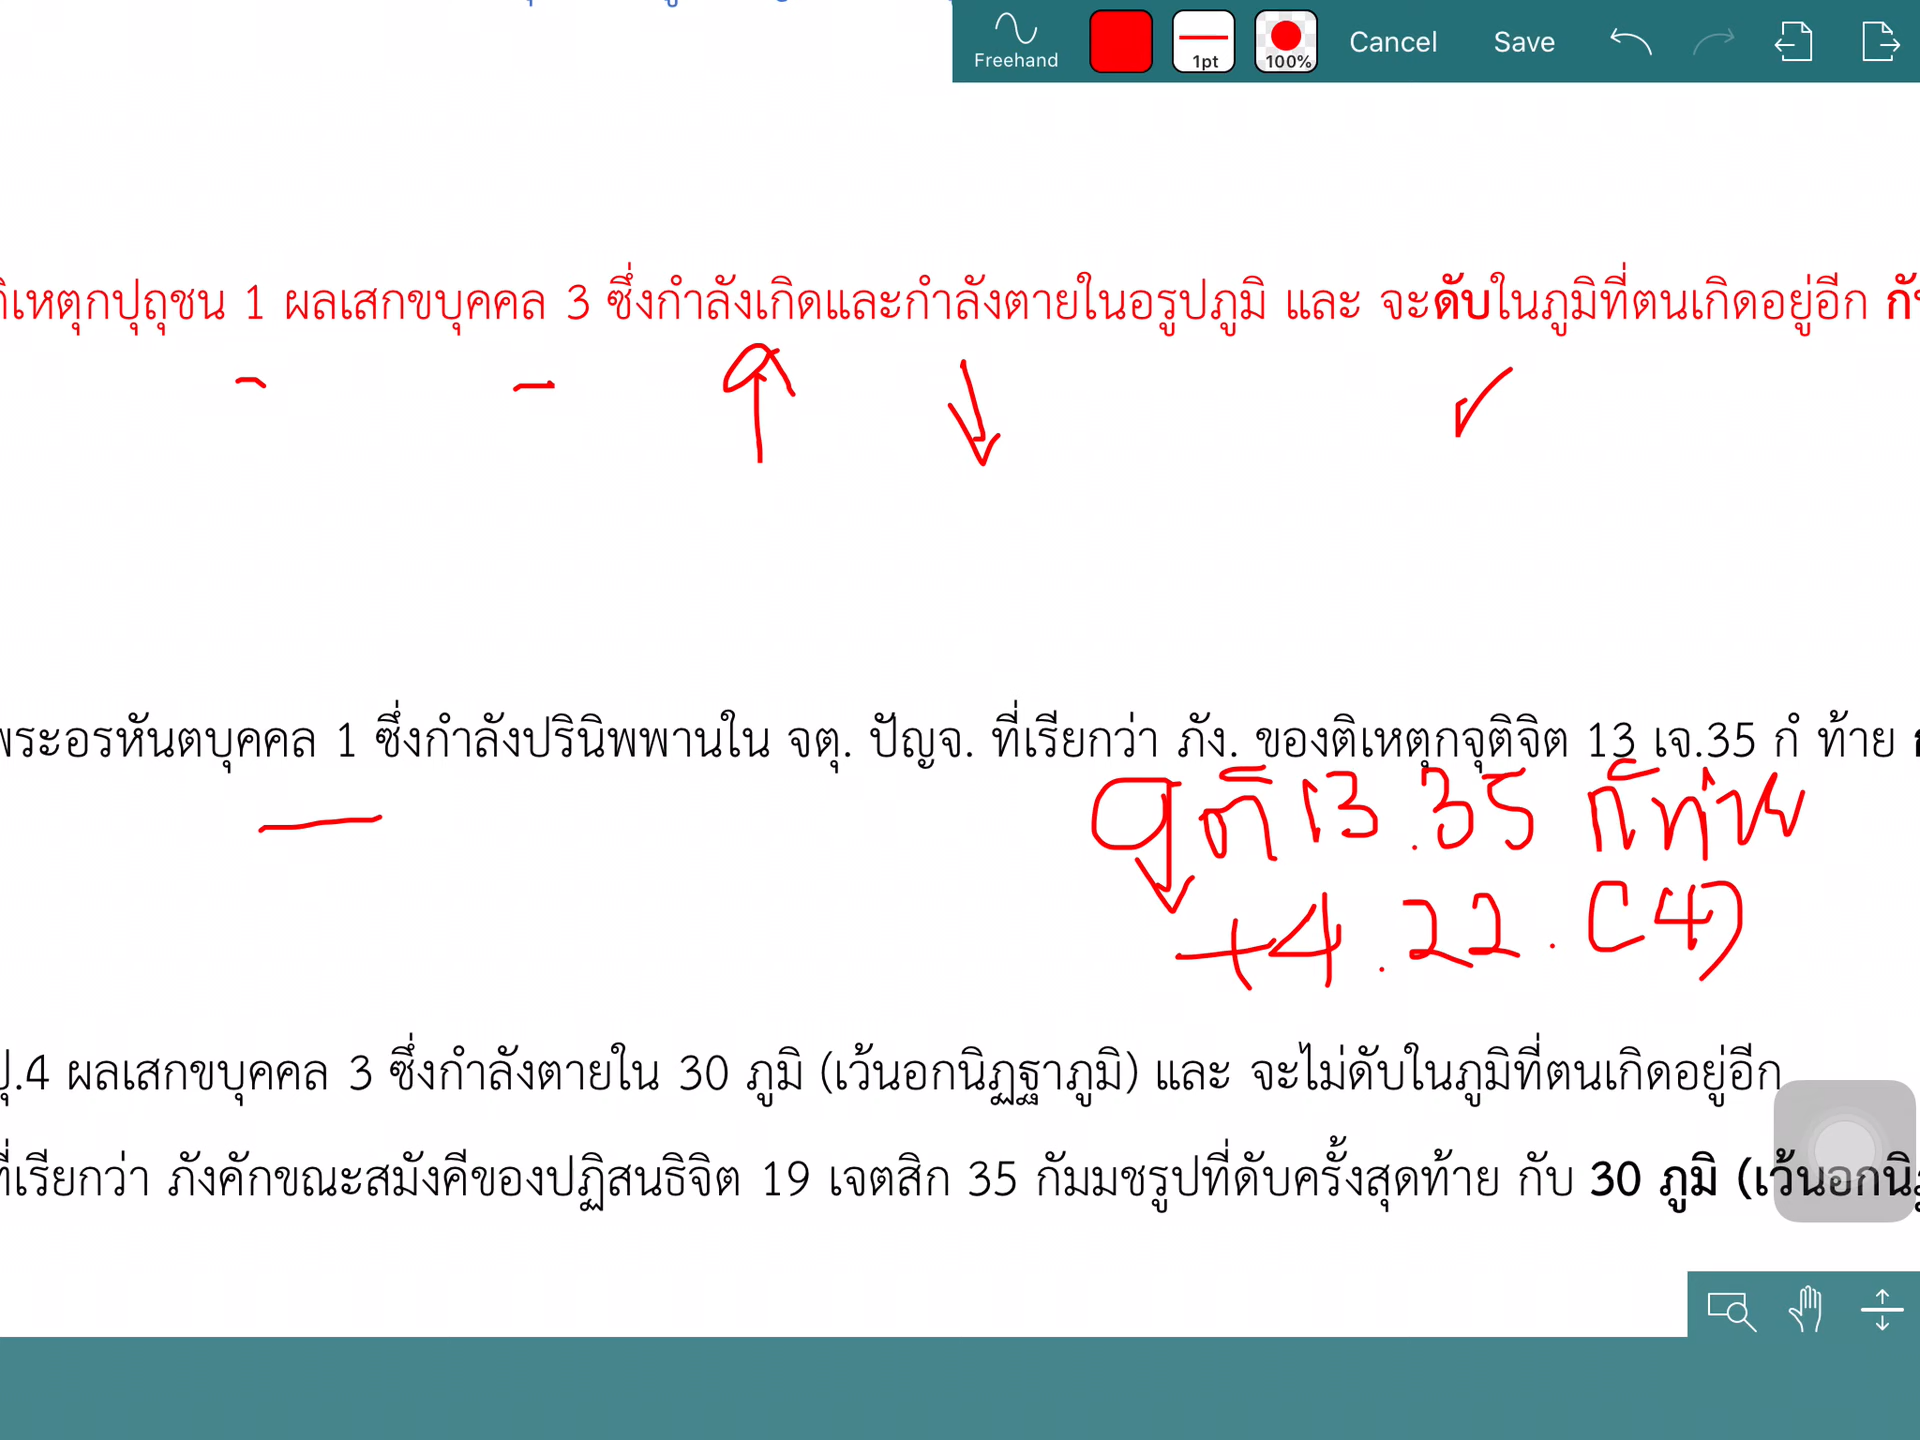 Freehand 1pt 100% Cancel Save
ติเหตุกปุถุชน 1 ผลเสกขบุคคล 3 ซึ่งกำลังเกิดและกำลังตายในอรูปภูมิ และ จะดับในภูมิที่ตนเกิดอยู่อีก
พระอรหันตบุคคล 1 ซึ่งกำลังปรินิพพานใน จตุ. ปัญจ. ที่เรียกว่า ภัง. ของติเหตุกจุติจิต 13 เจ.35 กํ ท้าย
จุติ 13 . 35 กํท้าย
+4 . 22 . (4)
ปุ.4 ผลเสกขบุคคล 3 ซึ่งกำลังตายใน 30 ภูมิ (เว้นอกนิฏฐาภูมิ) และ จะไม่ดับในภูมิที่ตนเกิดอยู่อีก
ที่เรียกว่า ภังคักขณะสมังคีของปฏิสนธิจิต 19 เจตสิก 35 กัมมชรูปที่ดับครั้งสุดท้าย กับ 30 ภูมิ